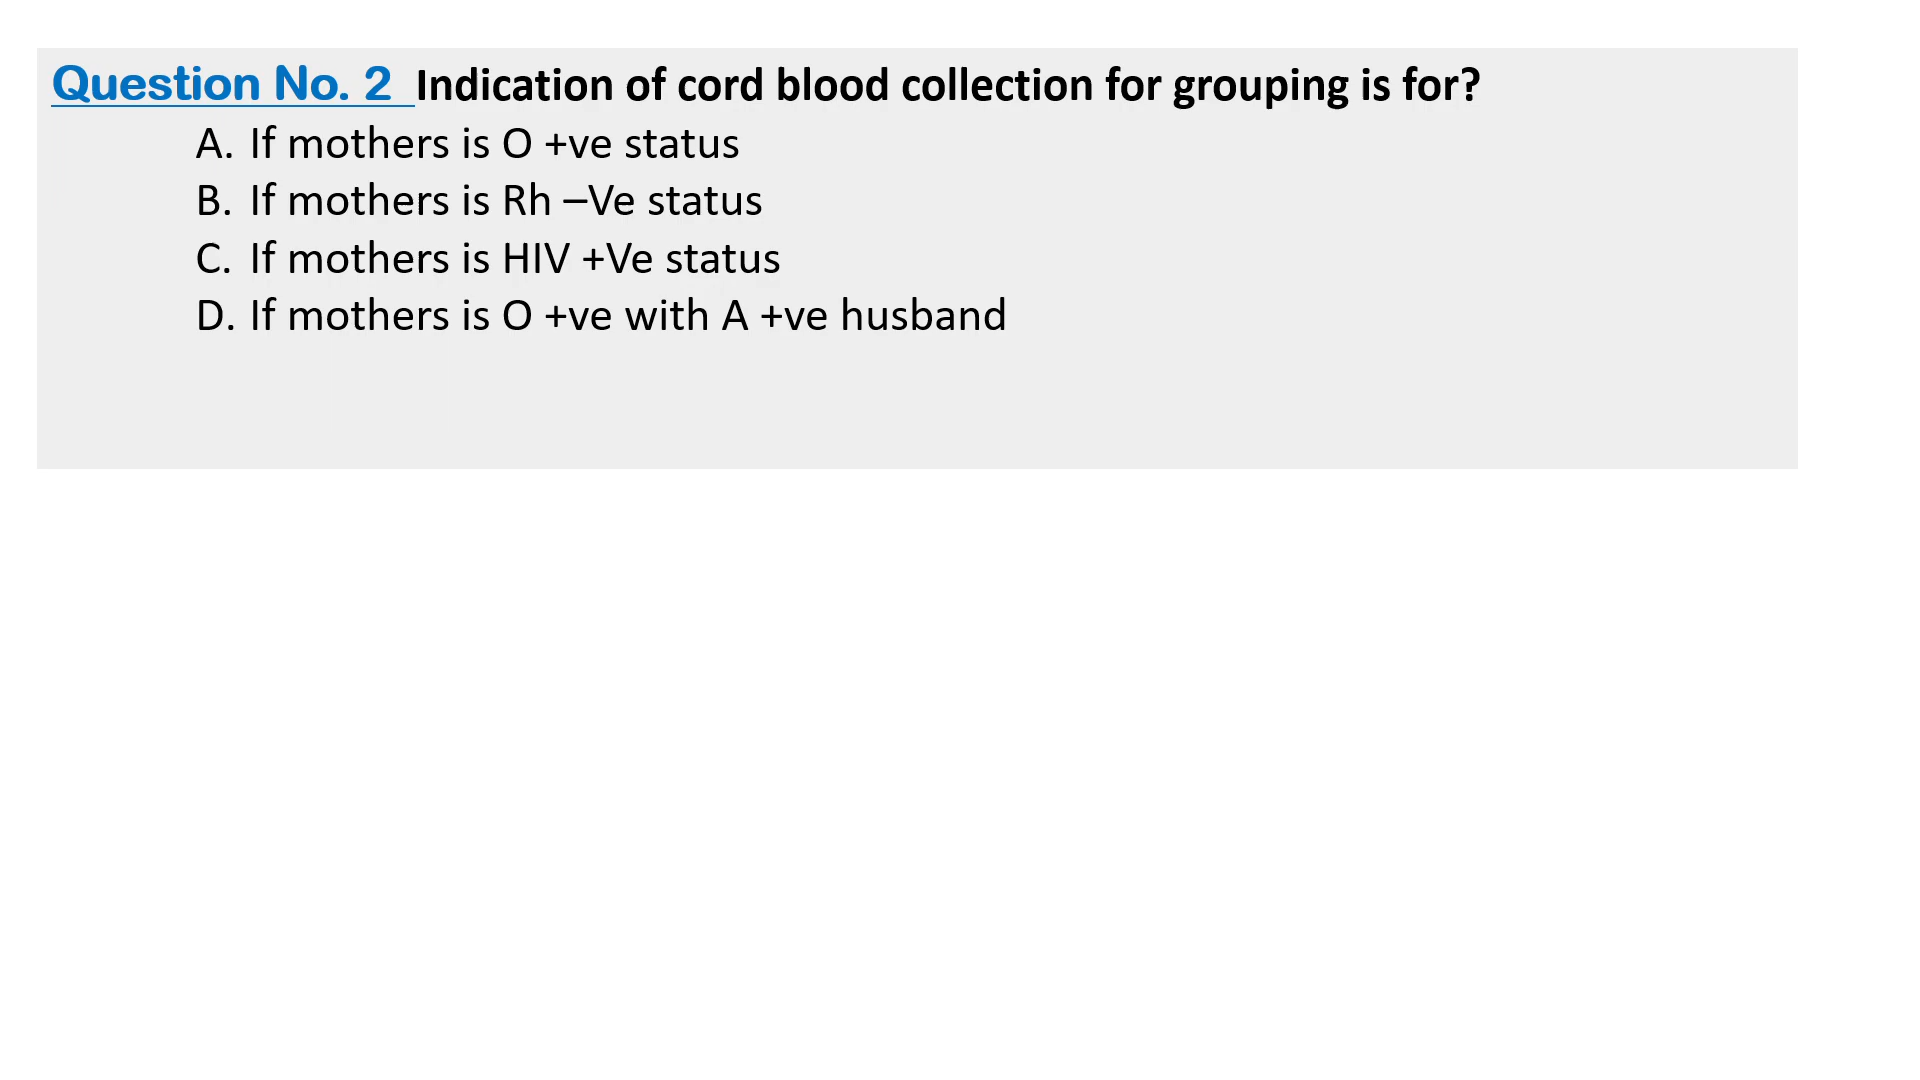 Question No. 2 Indication of cord blood collection for grouping is for?
A. If mothers is O +ve status
B. If mothers is Rh –Ve status
C. If mothers is HIV +Ve status
D. If mothers is O +ve with A +ve husband